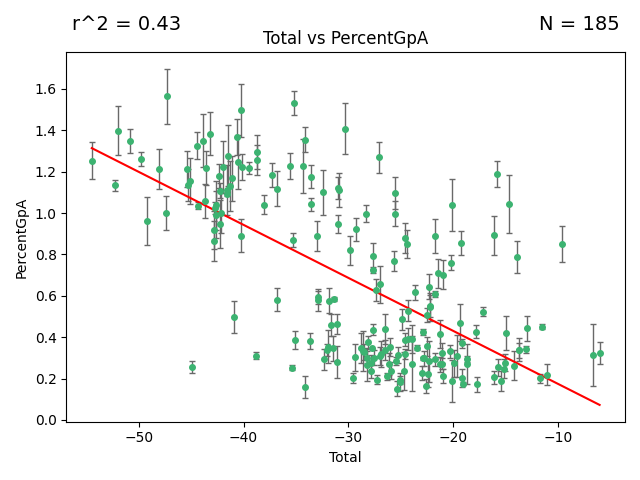 r^2 = 0.43
N = 185
Total vs PercentGpA
PercentGpA
1.6
1.4
1.2
1.0
0.8
0.6
0.4
0.2
0.0
−50
−40
−30
−20
−10
Total